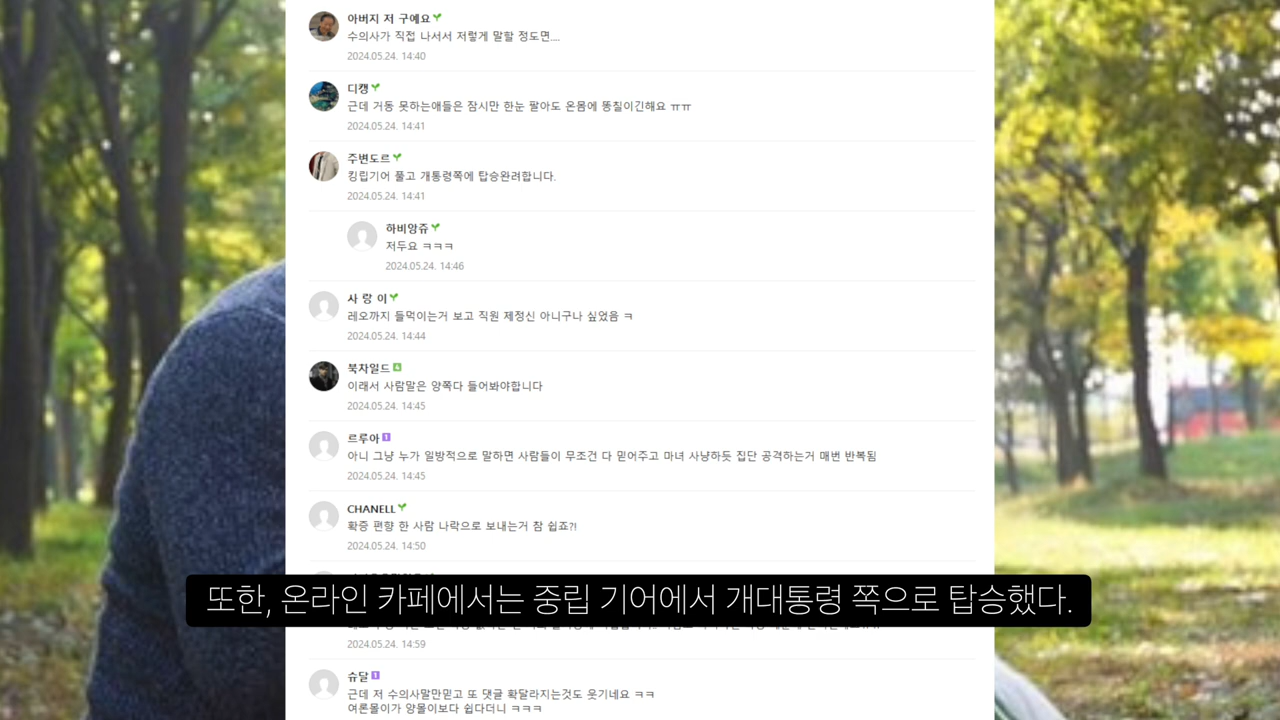 아버지 저 구예요
수의사가 직접 나서서 저렇게 말할 정도면....
2024.05.24. 14:40
디캥
근데 거동 못하는얘들은 잠시만 한눈 팔아도 온몸에 똥칠이긴해요 ㅠㅠ
2024.05.24. 14:41
주변도르
킹립기어 풀고 개통령쪽에 탑승완려합니다.
2024.05.24. 14:41
하비앙쥬
저두요 ㅋㅋㅋ
2024.05.24. 14:46
사 랑 이
레오까지 들먹이는거 보고 직원 제정신 아니구나 싶었음 ㅋ
2024.05.24. 14:44
북차일드 6
이래서 사람말은 양쪽다 들어봐야합니다
2024.05.24. 14:45
르루아 1
아니 그냥 누가 일방적으로 말하면 사람들이 무조건 다 믿어주고 마녀 사냥하듯 집단 공격하는거 매번 반복됨
2024.05.24. 14:45
CHANELL
확증 편향 한 사람 나락으로 보내는거 참 쉽죠?!
2024.05.24. 14:50
또한, 온라인 카페에서는 중립 기어에서 개대통령 쪽으로 탑승했다.
2024.05.24. 14:59
슈달 1
근데 저 수의사말만믿고 또 댓글 확달라지는것도 웃기네요 ㅋㅋ
여론몰이가 양몰이보다 쉽다더니 ㅋㅋㅋ